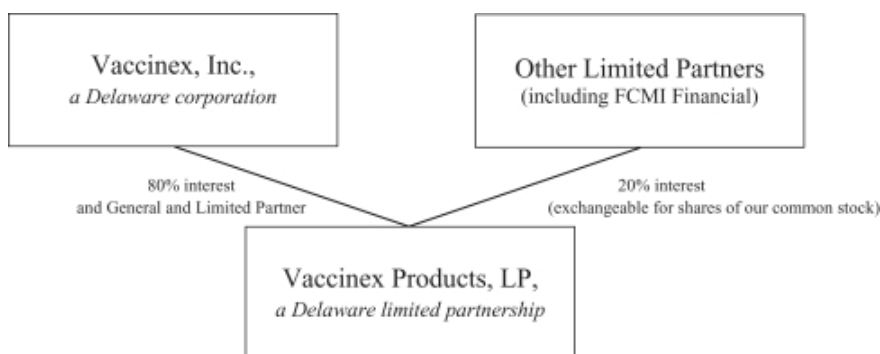 Vaccinex, Inc.,
a Delaware corporation
Other Limited Partners
(including FCMI Financial)
80% interest
and General and Limited Partner
20% interest
(exchangeable for shares of our common stock)
Vaccinex Products, LP,
a Delaware limited partnership